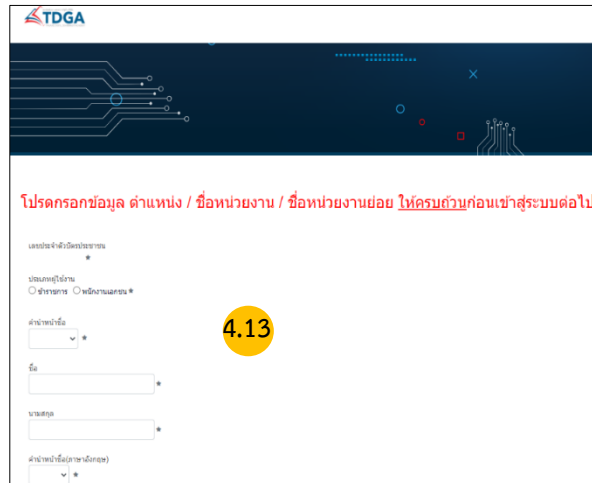 TDGA
โปรดกรอกข้อมูล ตำแหน่ง / ชื่อหน่วยงาน / ชื่อหน่วยงานย่อย ให้ครบถ้วนก่อนเข้าสู่ระบบต่อไป
เลขประจำตัวบัตรประชาชน
*
ประเภทผู้ใช้งาน
ข้าราชการ พนักงานเอกชน *
คำนำหน้าชื่อ
*
4.13
ชื่อ
*
นามสกุล
*
คำนำหน้าชื่อ(ภาษาอังกฤษ)
*